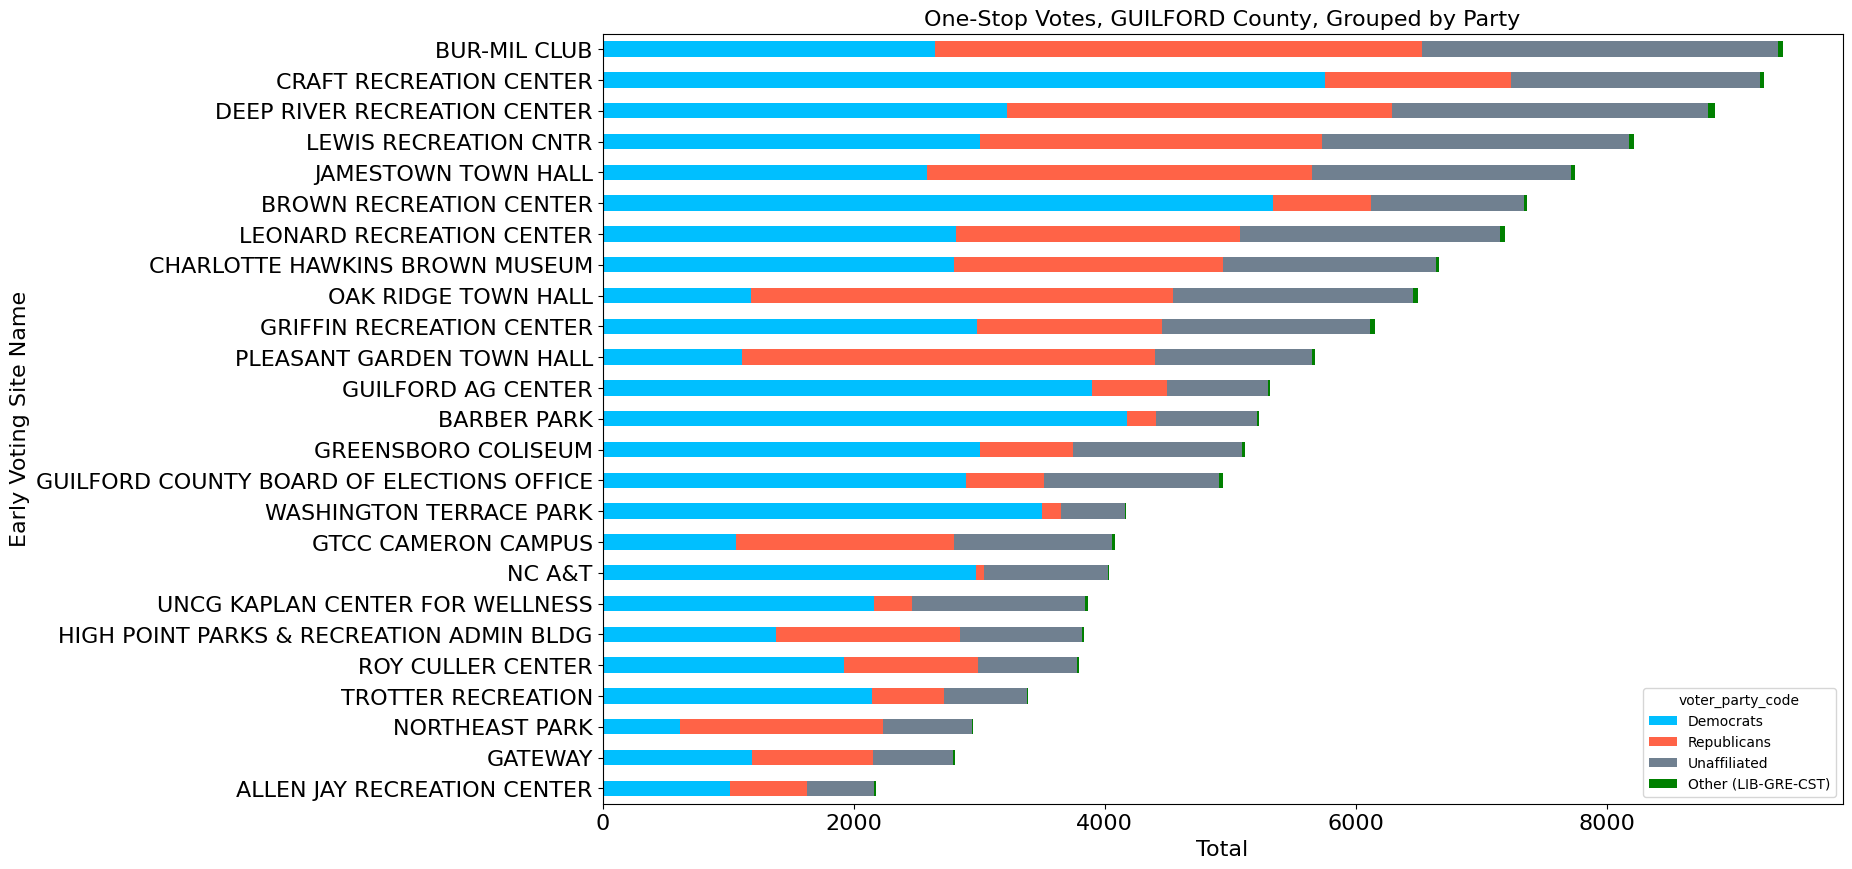 One-Stop Votes, GUILFORD County, Grouped by Party
Early Voting Site Name
BUR-MIL CLUB
CRAFT RECREATION CENTER
DEEP RIVER RECREATION CENTER
LEWIS RECREATION CNTR
JAMESTOWN TOWN HALL
BROWN RECREATION CENTER
LEONARD RECREATION CENTER
CHARLOTTE HAWKINS BROWN MUSEUM
OAK RIDGE TOWN HALL
GRIFFIN RECREATION CENTER
PLEASANT GARDEN TOWN HALL
GUILFORD AG CENTER
BARBER PARK
GREENSBORO COLISEUM
GUILFORD COUNTY BOARD OF ELECTIONS OFFICE
WASHINGTON TERRACE PARK
GTCC CAMERON CAMPUS
NC A&T
UNCG KAPLAN CENTER FOR WELLNESS
HIGH POINT PARKS & RECREATION ADMIN BLDG
ROY CULLER CENTER
TROTTER RECREATION
NORTHEAST PARK
GATEWAY
ALLEN JAY RECREATION CENTER
voter_party_code
Democrats
Republicans
Unaffiliated
Other (LIB-GRE-CST)
0 2000 4000 6000 8000
Total